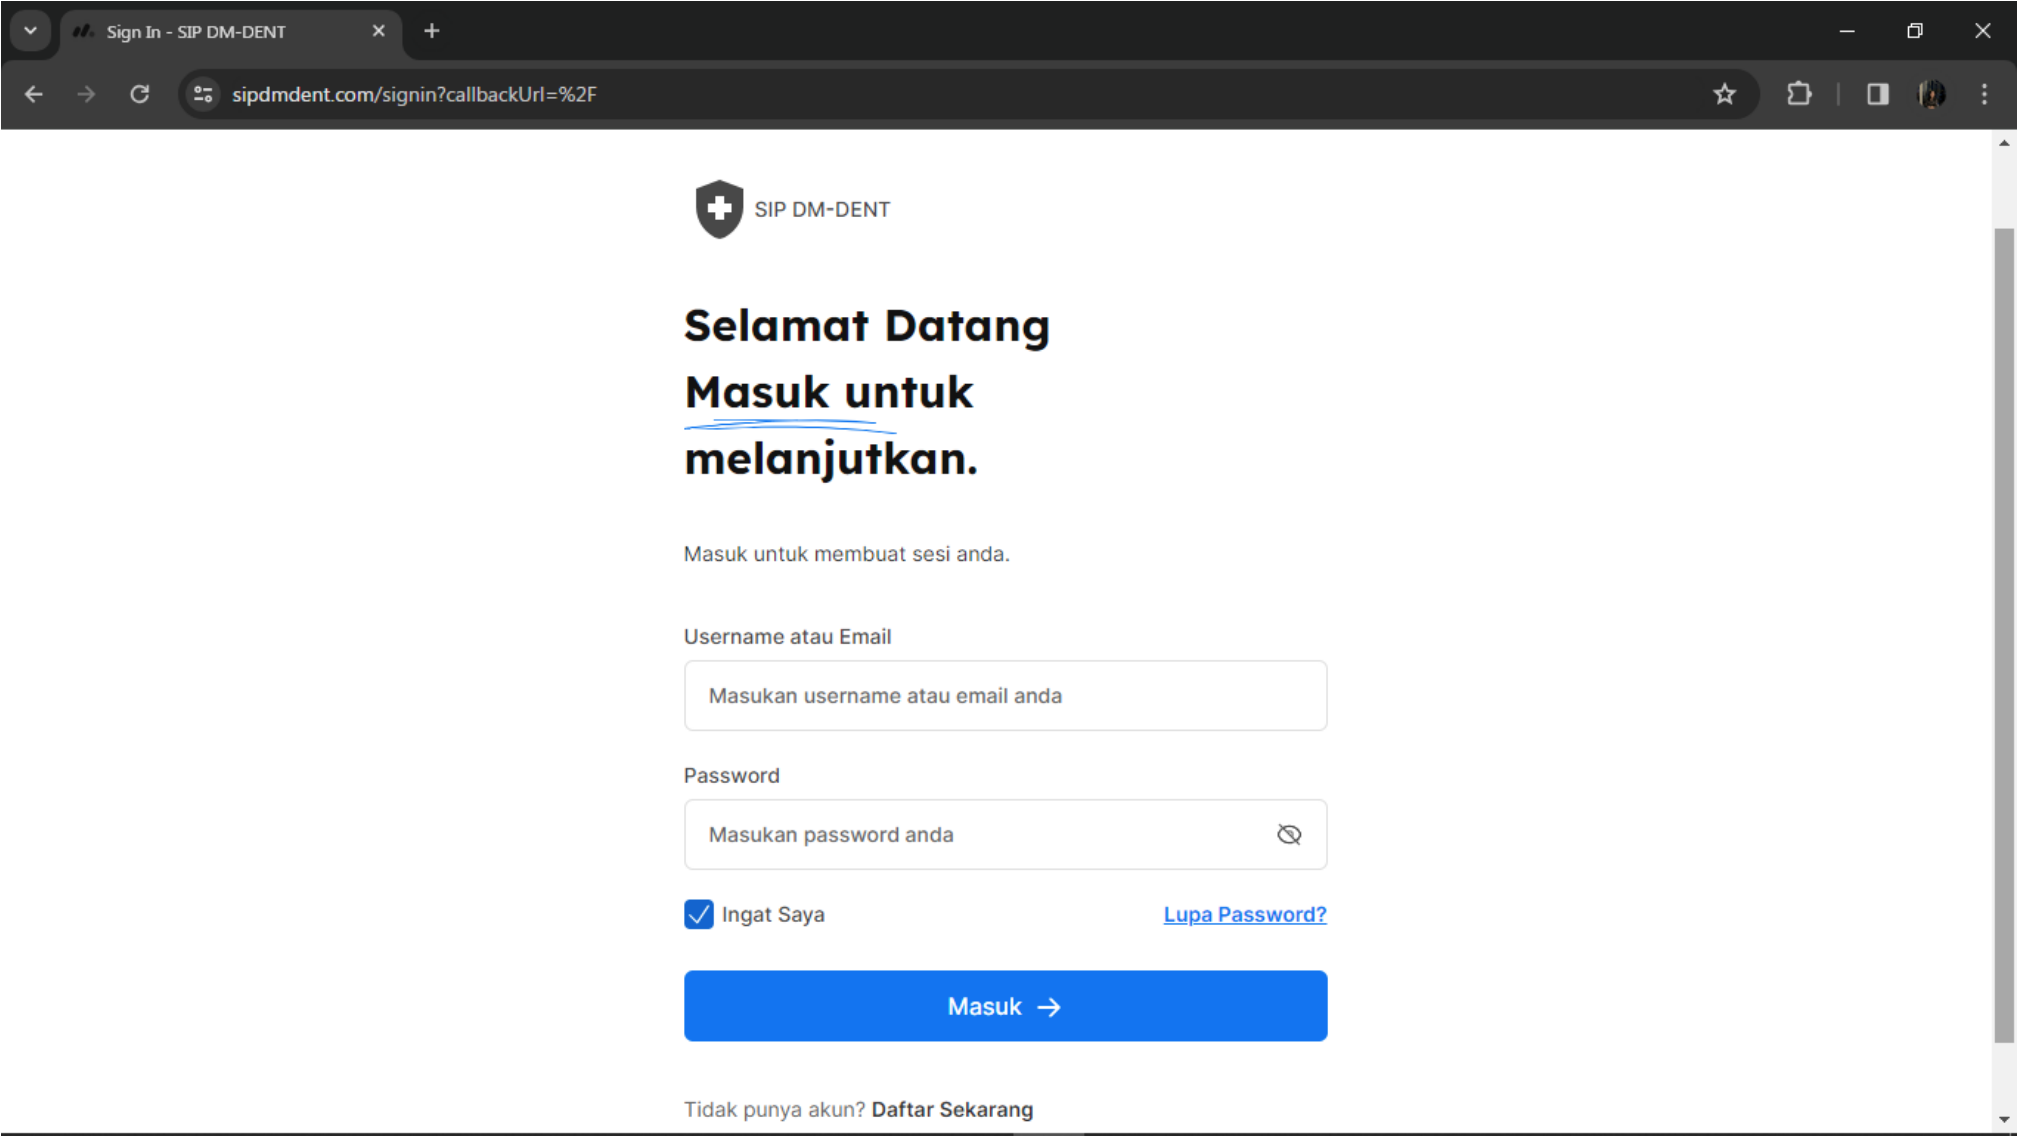 Sign In - SIP DM-DENT
sipdmdent.com/signin?callbackUrl=%2F
SIP DM-DENT
Selamat Datang
Masuk untuk
melanjutkan.
Masuk untuk membuat sesi anda.
Username atau Email
Masukan username atau email anda
Password
Masukan password anda
Ingat Saya
Lupa Password?
Masuk →
Tidak punya akun? Daftar Sekarang